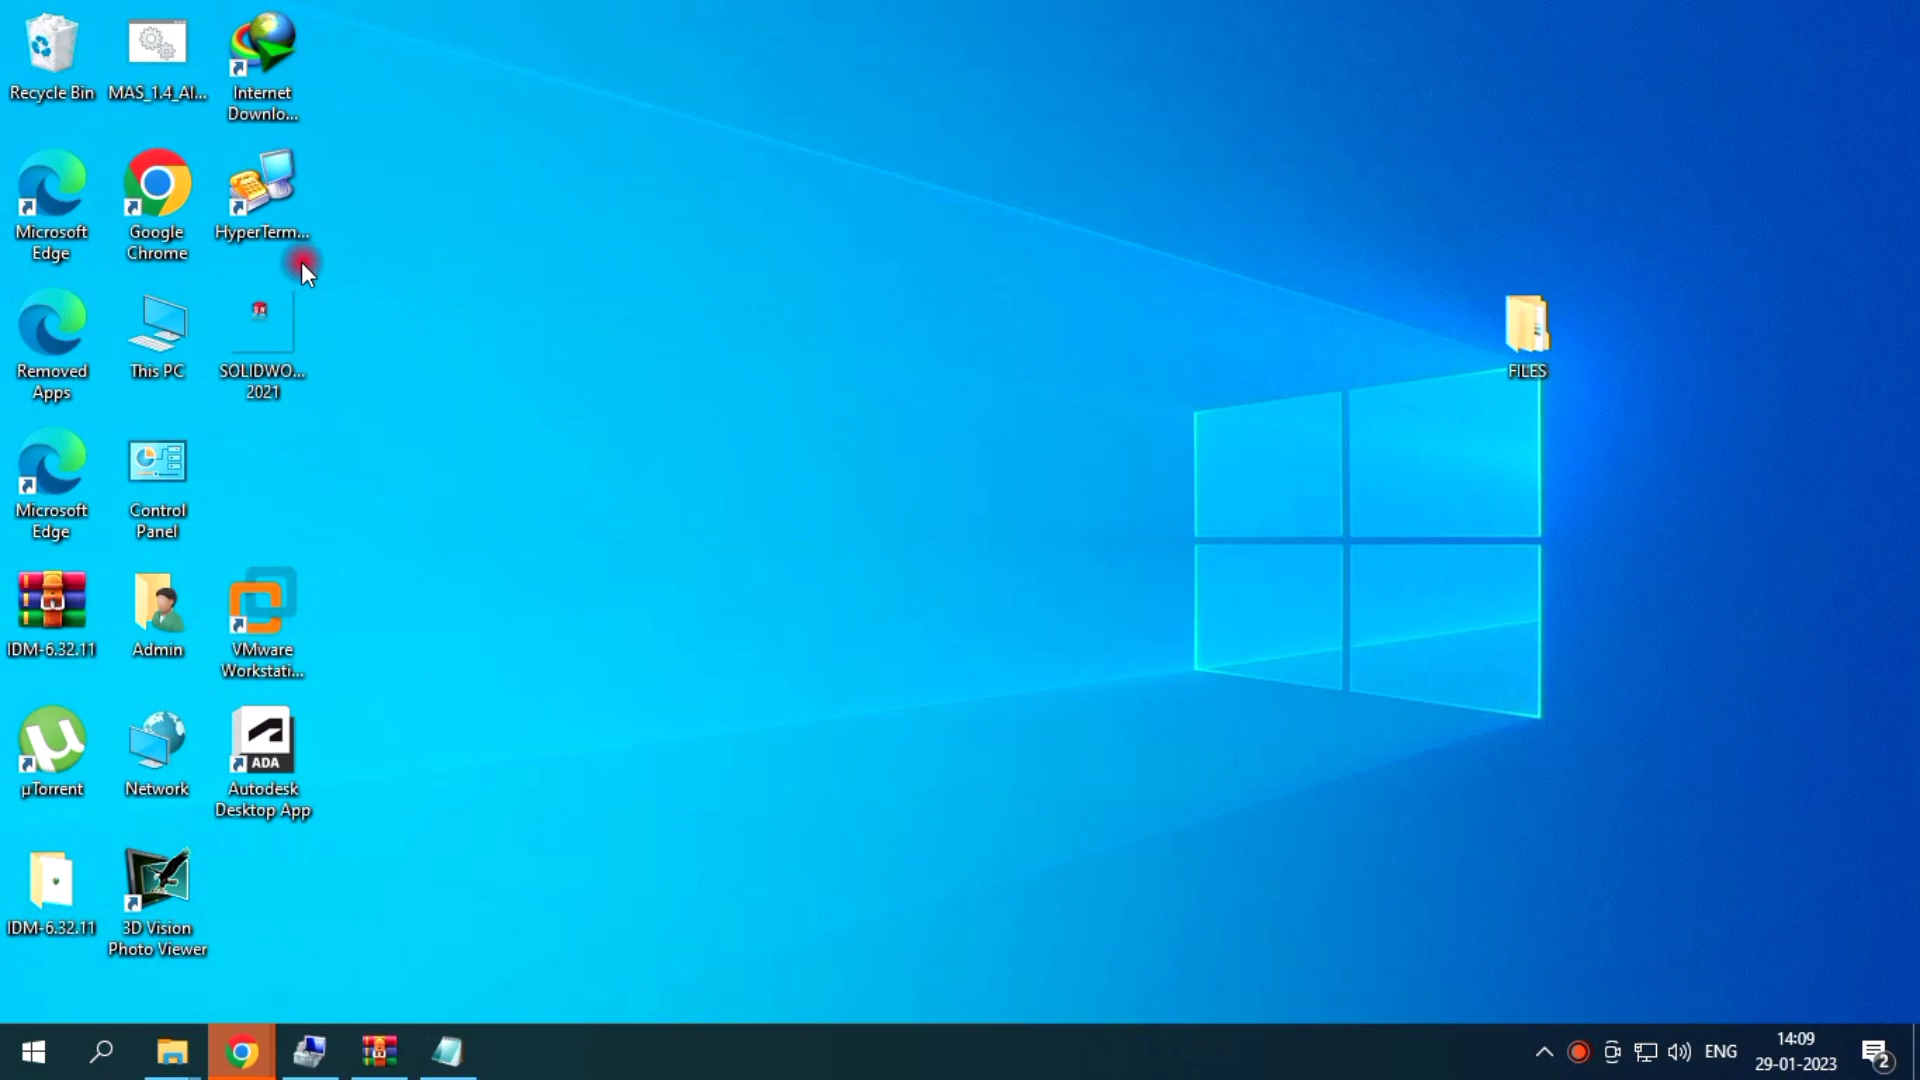 Recycle Bin
MAS_1.4_AI...
Internet
Downlo...
Microsoft
Edge
Google
Chrome
HyperTerm...
Removed
Apps
This PC
SOLIDWO...
2021
FILES
Microsoft
Edge
Control
Panel
IDM-6.32.11
Admin
VMware
Workstati...
µTorrent
Network
ADA
Autodesk
Desktop App
IDM-6.32.11
3D Vision
Photo Viewer
ENG
14:09
29-01-2023
2